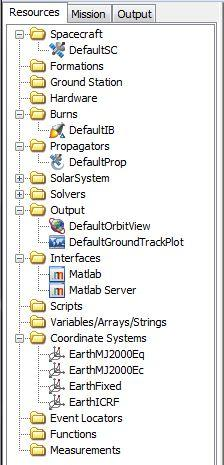 Resources Mission Output
Spacecraft
DefaultSC
Formations
Ground Station
Hardware
Burns
DefaultIB
Propagators
DefaultProp
SolarSystem
Solvers
Output
DefaultOrbitView
DefaultGroundTrackPlot
Interfaces
Matlab
Matlab Server
Scripts
Variables/Arrays/Strings
Coordinate Systems
EarthMJ2000Eq
EarthMJ2000Ec
EarthFixed
EarthICRF
Event Locators
Functions
Measurements